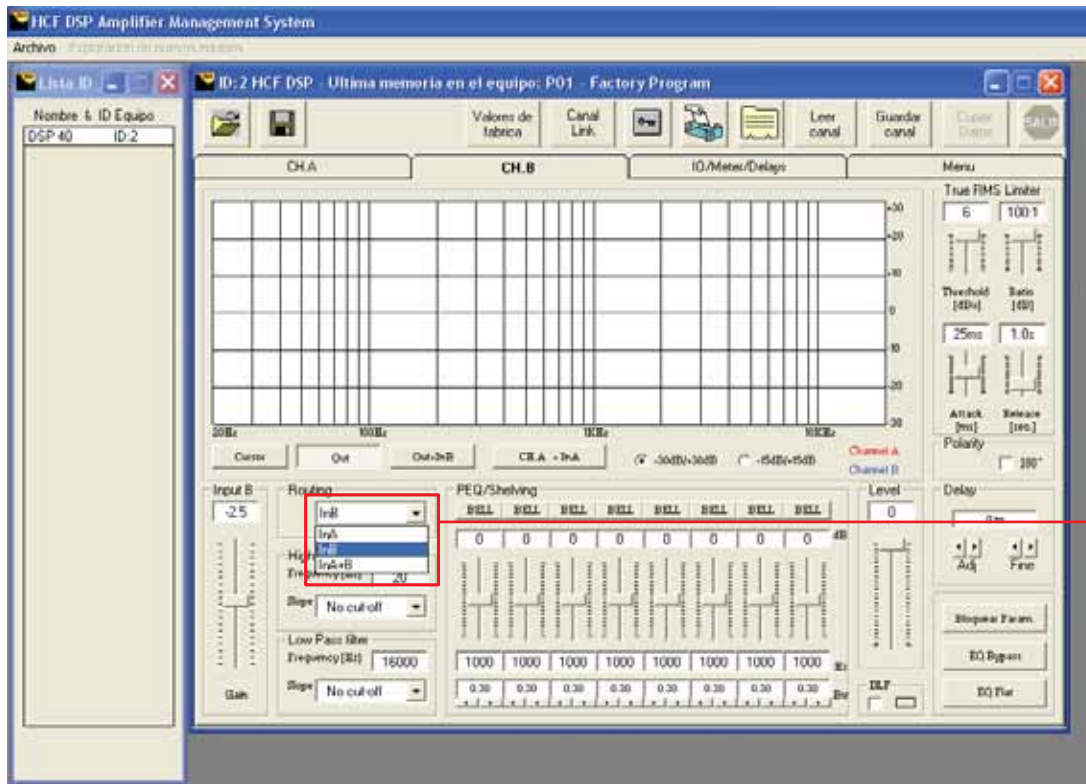 HCF DSP Amplifier Management System
Archivo
Lista ID
Nombre & ID Equipo
DSP 40 ID:2
ID:2 HCF DSP - Ultima memoria en el equipo: P01 - Factory Program
Valores de fabrica
Canal Link
Leer canal
Guardar canal
SALIR
CH.A CH.B IO/Meter/Delays Menu
+30
+20
+10
0
-10
-20
-30
20Hz 100Hz 1KHz 10KHz
Cursor Out Out+InB CH.A + InA -30dB/+30dB -15dB/+15dB
Channel A
Channel B
True RMS Limiter
6 100:1
Threshold [dBu] Ratio [dB]
25ms 1.0s
Attack [ms] Release [sec.]
Polarity
180°
Input B
-2.5
Gain
Routing
InB
InA
InB
InA+B
20
Slope No cut-off
Low Pass filter
Frequency [Hz] 16000
Slope No cut-off
PEQ/Shelving
BELL BELL BELL BELL BELL BELL BELL BELL
0 0 0 0 0 0 0 0 dB
1000 1000 1000 1000 1000 1000 1000 1000 Hz
0.30 0.30 0.30 0.30 0.30 0.30 0.30 0.30 Bw
Level
0
DLF
Delay
Adj Fine
Bloquear Param.
EQ Bypass
EQ Flat